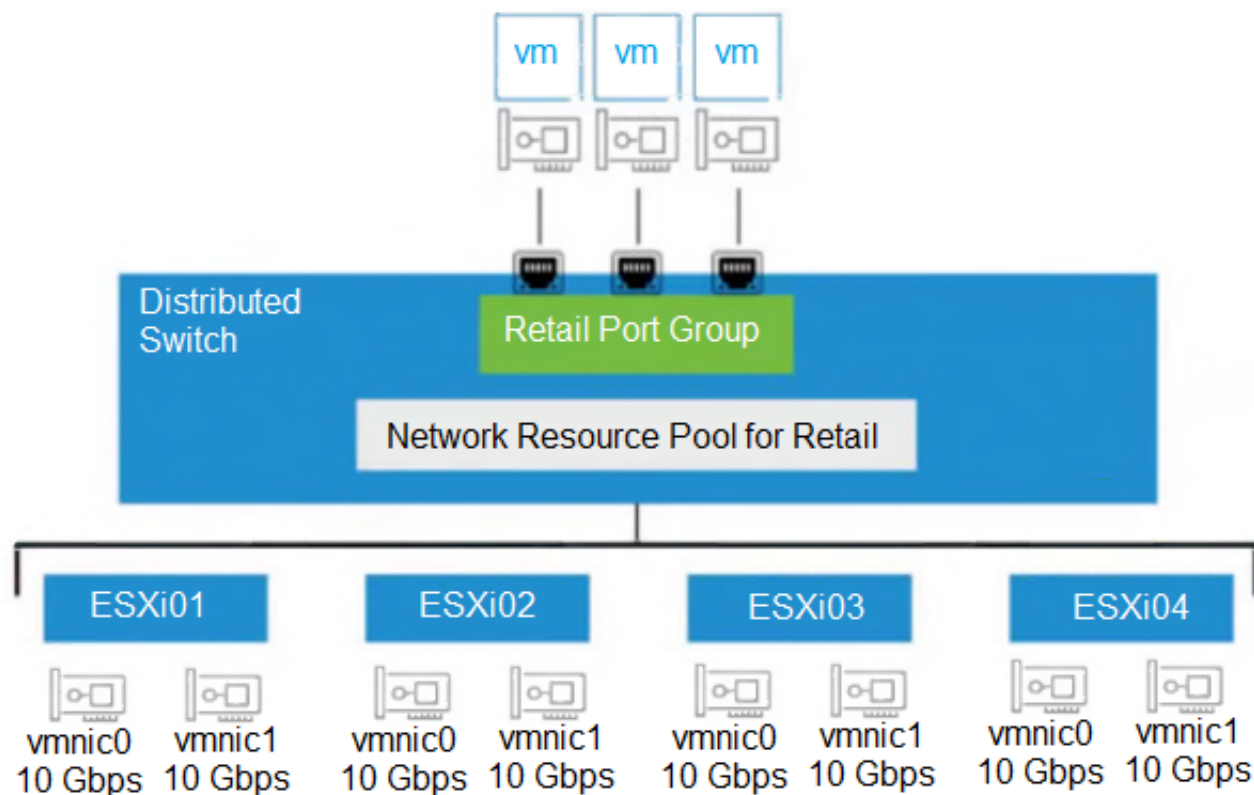 vm vm vm
Distributed
Switch
Retail Port Group
Network Resource Pool for Retail
ESXi01 ESXi02 ESXi03 ESXi04
vmnic0 vmnic1 vmnic0 vmnic1 vmnic0 vmnic1 vmnic0 vmnic1
10 Gbps 10 Gbps 10 Gbps 10 Gbps 10 Gbps 10 Gbps 10 Gbps 10 Gbps